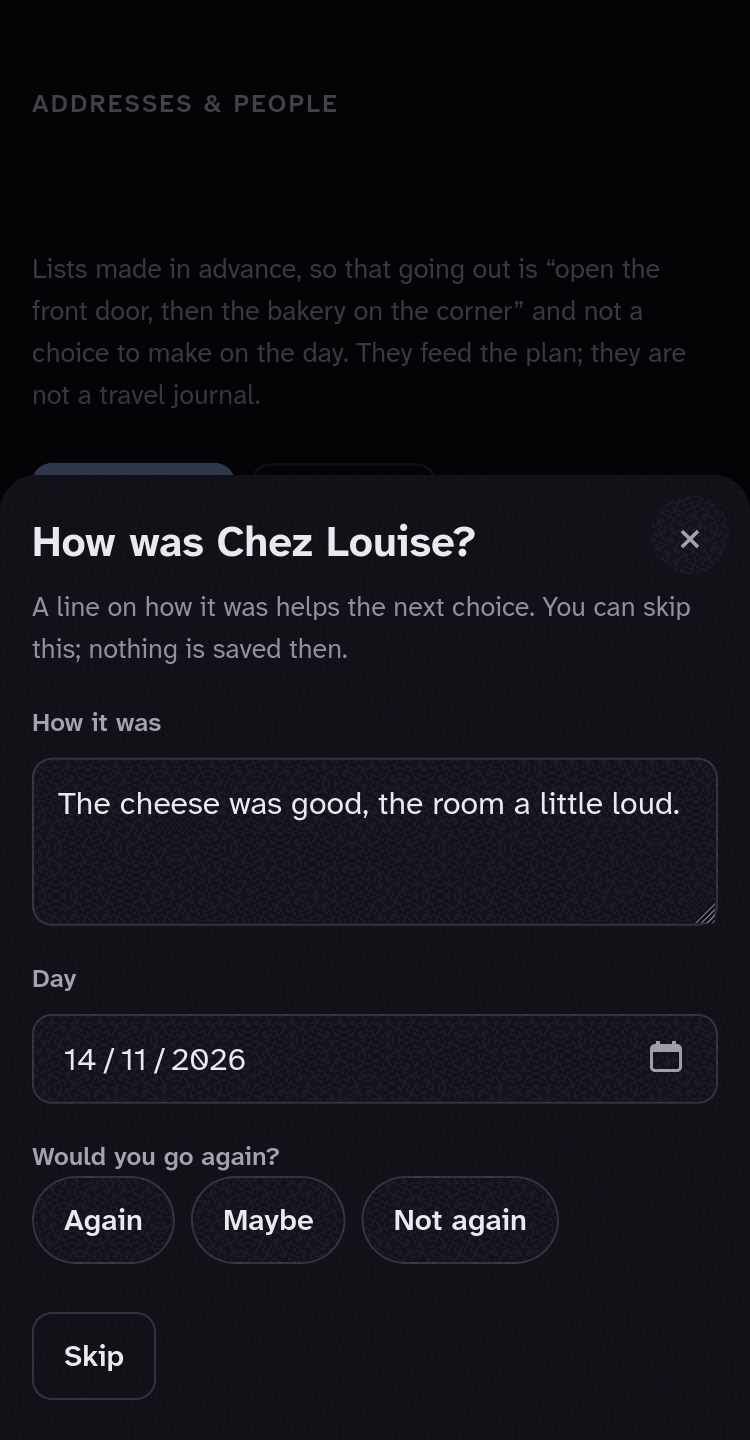 ADDRESSES & PEOPLE
Lists made in advance, so that going out is “open the
front door, then the bakery on the corner” and not a
choice to make on the day. They feed the plan; they are
not a travel journal.
How was Chez Louise?
A line on how it was helps the next choice. You can skip
this; nothing is saved then.
How it was
The cheese was good, the room a little loud.
Day
14 / 11 / 2026
Would you go again?
Again Maybe Not again
Skip